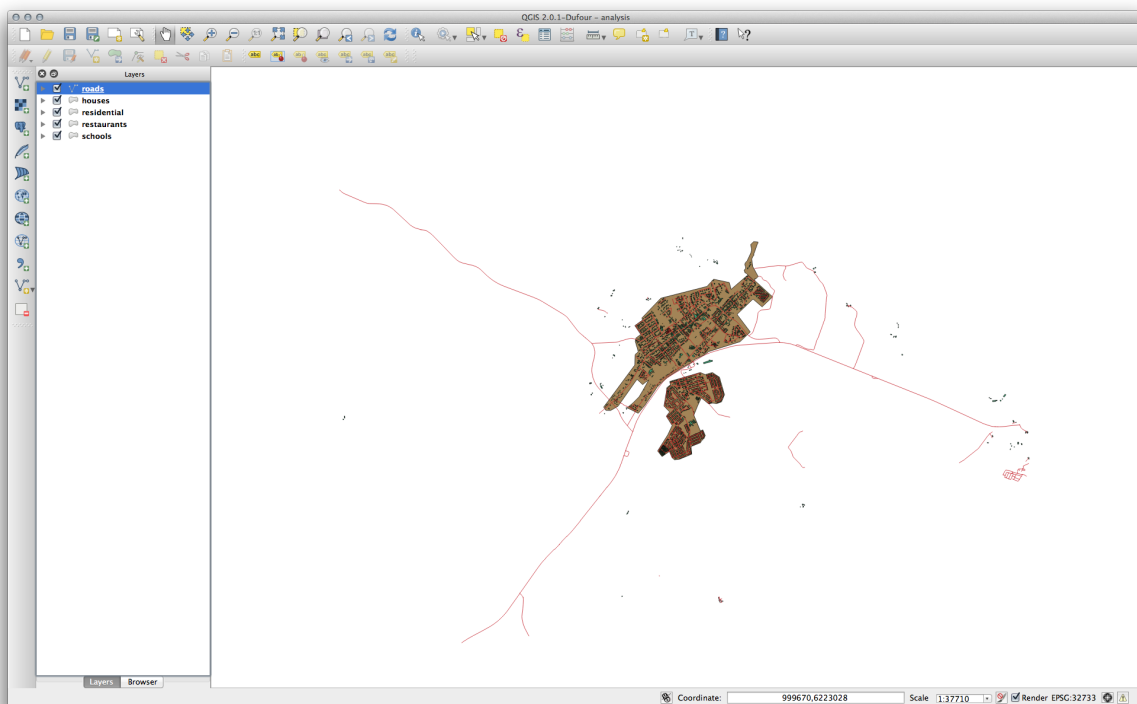 QGIS 2.0.1-Dufour - analysis
Layers
roads
houses
residential
restaurants
schools
Layers Browser
Coordinate: 999670,6223028 Scale 1:37710 Render EPSG:32733